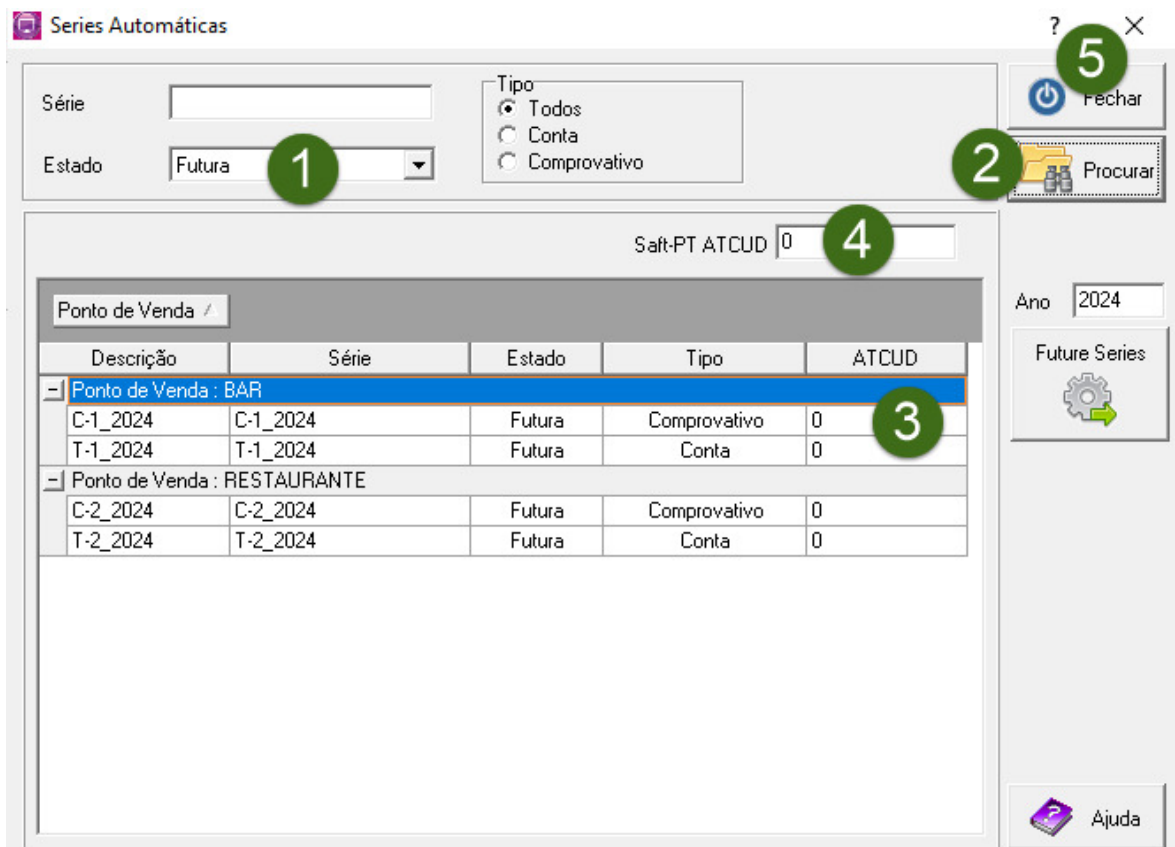 Series Automáticas ? ×
5
Tipo
Série
Todos
Fechar
Conta
Estado Futura 1
Comprovativo
2 Procurar
Saft-PT ATCUD 0 4
Ano 2024
Ponto de Venda
Descrição Série Estado Tipo ATCUD
Future Series
Ponto de Venda : BAR
C-1_2024 C-1_2024 Futura Comprovativo 0 3
T-1_2024 T-1_2024 Futura Conta 0
Ponto de Venda : RESTAURANTE
C-2_2024 C-2_2024 Futura Comprovativo 0
T-2_2024 T-2_2024 Futura Conta 0
Ajuda